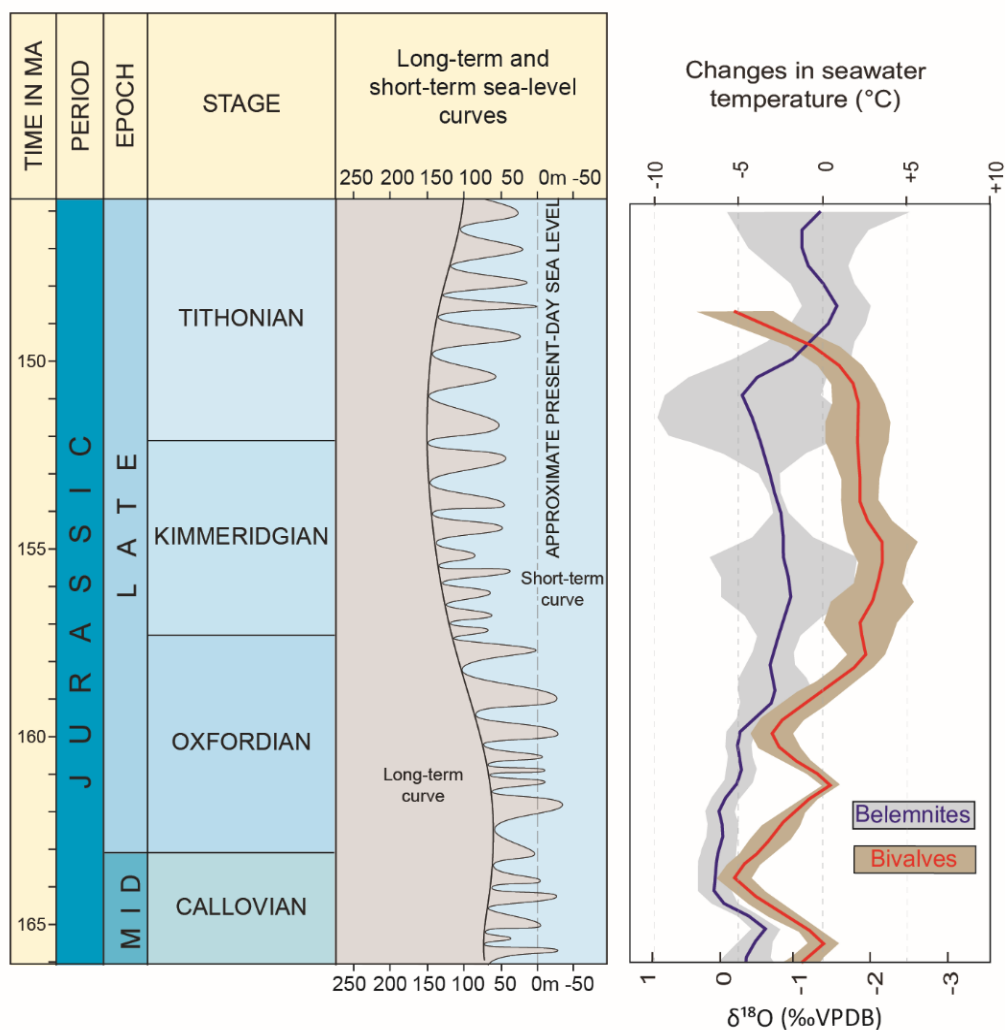 TIME IN MA
PERIOD
EPOCH
STAGE
Long-term and
short-term sea-level
curves
250 200 150 100 50 0m -50
150
155
160
165
JURASSIC
LATE
MID
TITHONIAN
KIMMERIDGIAN
OXFORDIAN
CALLOVIAN
APPROXIMATE PRESENT-DAY SEA LEVEL
Short-term
curve
Long-term
curve
250 200 150 100 50 0m -50
Changes in seawater
temperature (°C)
-10 -5 0 +5 +10
Belemnites
Bivalves
1 0 -1 -2 -3
δ¹⁸O (‰VPDB)